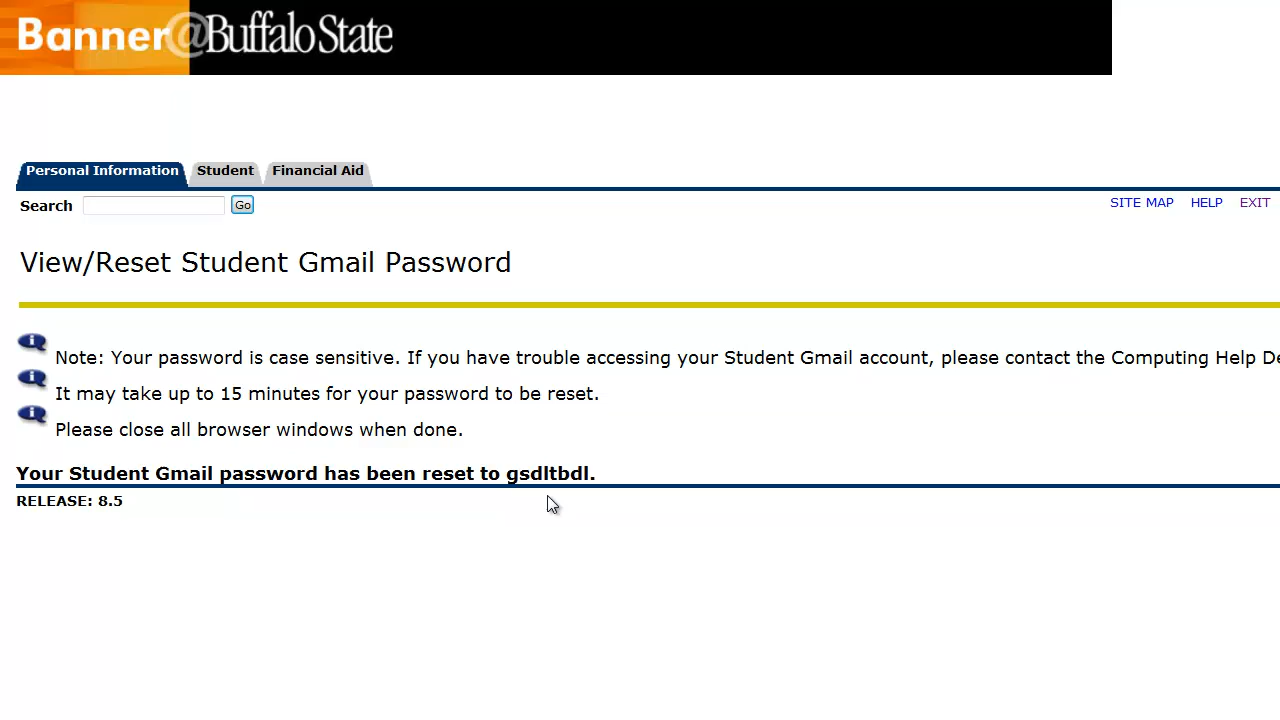 Banner@Buffalo State
Personal Information Student Financial Aid
Search Go SITE MAP HELP EXIT
View/Reset Student Gmail Password
Note: Your password is case sensitive. If you have trouble accessing your Student Gmail account, please contact the Computing Help De
It may take up to 15 minutes for your password to be reset.
Please close all browser windows when done.
Your Student Gmail password has been reset to gsdltbdl.
RELEASE: 8.5